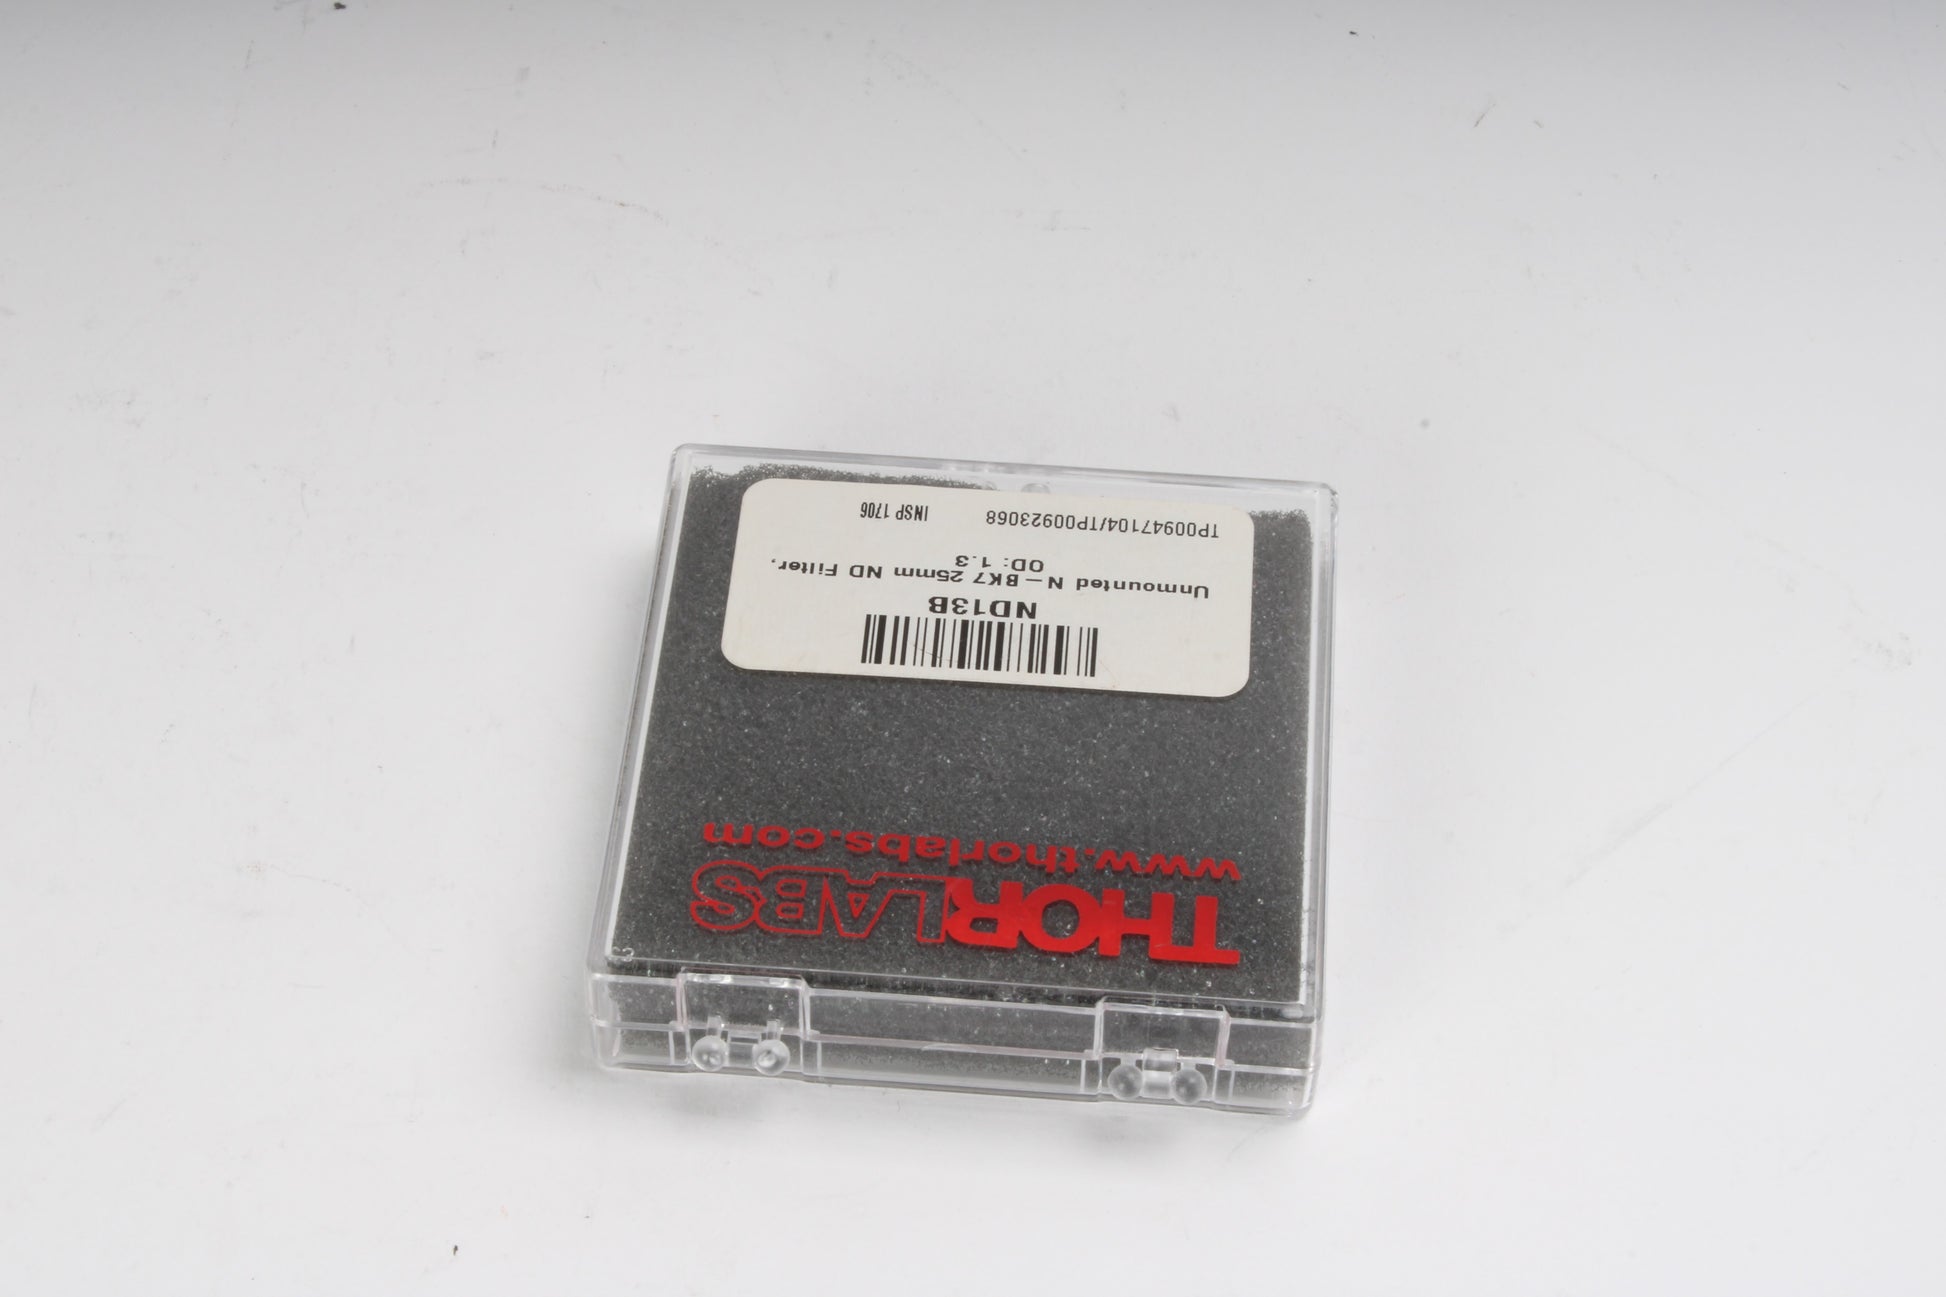 THORLABS
www.thorlabs.com
ND13B
Unmounted N-BK7 25mm ND Filter,
OD: 1.3
TP00947104/TP00923068 INSP 1706